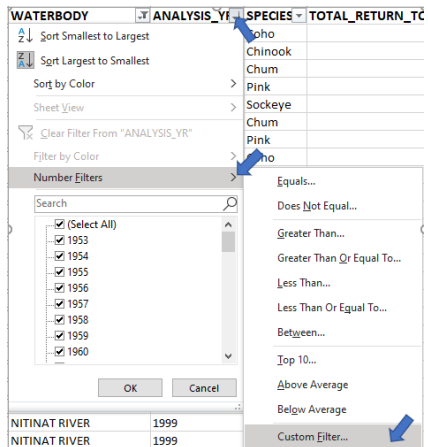 WATERBODY ANALYSIS_YR SPECIES TOTAL_RETURN_TO
Sort Smallest to Largest
Sort Largest to Smallest
Sort by Color
Sheet View
Clear Filter From "ANALYSIS_YR"
Filter by Color
Number Filters
Search
(Select All)
1953
1954
1955
1956
1957
1958
1959
1960
OK Cancel
Coho
Chinook
Chum
Pink
Sockeye
Chum
Pink
Coho
Equals...
Does Not Equal...
Greater Than...
Greater Than Or Equal To...
Less Than...
Less Than Or Equal To...
Between...
Top 10...
Above Average
Below Average
Custom Filter...
NITINAT RIVER 1999
NITINAT RIVER 1999